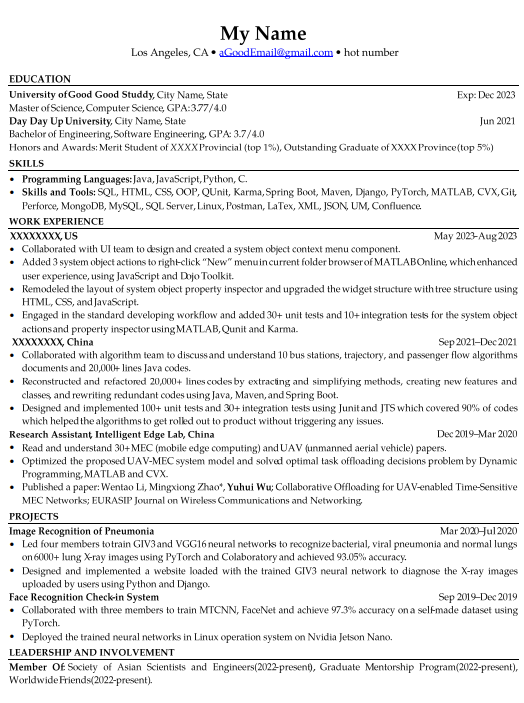 My Name
Los Angeles, CA • aGoodEmail@gmail.com • hot number
EDUCATION
University of Good Good Studdy, City Name, State Exp: Dec 2023
Master of Science, Computer Science, GPA: 3.77/4.0
Day Day Up University, City Name, State Jun 2021
Bachelor of Engineering, Software Engineering, GPA: 3.7/4.0
Honors and Awards: Merit Student of XXXX Provincial (top 1%), Outstanding Graduate of XXXX Province (top 5%)
SKILLS
• Programming Languages: Java, JavaScript, Python, C.
• Skills and Tools: SQL, HTML, CSS, OOP, QUnit, Karma, Spring Boot, Maven, Django, PyTorch, MATLAB, CVX, Git,
Perforce, MongoDB, MySQL, SQL Server, Linux, Postman, LaTex, XML, JSON, UM, Confluence.
WORK EXPERIENCE
XXXXXXXX, US May 2023-Aug 2023
• Collaborated with UI team to design and created a system object context menu component.
• Added 3 system object actions to right-click “New” menu in current folder browser of MATLAB Online, which enhanced
user experience, using JavaScript and Dojo Toolkit.
• Remodeled the layout of system object property inspector and upgraded the widget structure with tree structure using
HTML, CSS, and JavaScript.
• Engaged in the standard developing workflow and added 30+ unit tests and 10+ integration tests for the system object
actions and property inspector using MATLAB, Qunit and Karma.
XXXXXXXX, China Sep 2021–Dec 2021
• Collaborated with algorithm team to discuss and understand 10 bus stations, trajectory, and passenger flow algorithms
documents and 20,000+ lines Java codes.
• Reconstructed and refactored 20,000+ lines codes by extracting and simplifying methods, creating new features and
classes, and rewriting redundant codes using Java, Maven, and Spring Boot.
• Designed and implemented 100+ unit tests and 30+ integration tests using Junit and JTS which covered 90% of codes
which helped the algorithms to get rolled out to product without triggering any issues.
Research Assistant, Intelligent Edge Lab, China Dec 2019–Mar 2020
• Read and understand 30+ MEC (mobile edge computing) and UAV (unmanned aerial vehicle) papers.
• Optimized the proposed UAV-MEC system model and solved optimal task offloading decisions problem by Dynamic
Programming, MATLAB and CVX.
• Published a paper: Wentao Li, Mingxiong Zhao*, Yuhui Wu; Collaborative Offloading for UAV-enabled Time-Sensitive
MEC Networks; EURASIP Journal on Wireless Communications and Networking.
PROJECTS
Image Recognition of Pneumonia Mar 2020–Jul 2020
• Led four members to train GIV3 and VGG16 neural networks to recognize bacterial, viral pneumonia and normal lungs
on 6000+ lung X-ray images using PyTorch and Colaboratory and achieved 93.05% accuracy.
• Designed and implemented a website loaded with the trained GIV3 neural network to diagnose the X-ray images
uploaded by users using Python and Django.
Face Recognition Check-in System Sep 2019–Dec 2019
• Collaborated with three members to train MTCNN, FaceNet and achieve 97.3% accuracy on a self-made dataset using
PyTorch.
• Deployed the trained neural networks in Linux operation system on Nvidia Jetson Nano.
LEADERSHIP AND INVOLVEMENT
Member Of: Society of Asian Scientists and Engineers(2022-present), Graduate Mentorship Program(2022-present),
Worldwide Friends(2022-present).